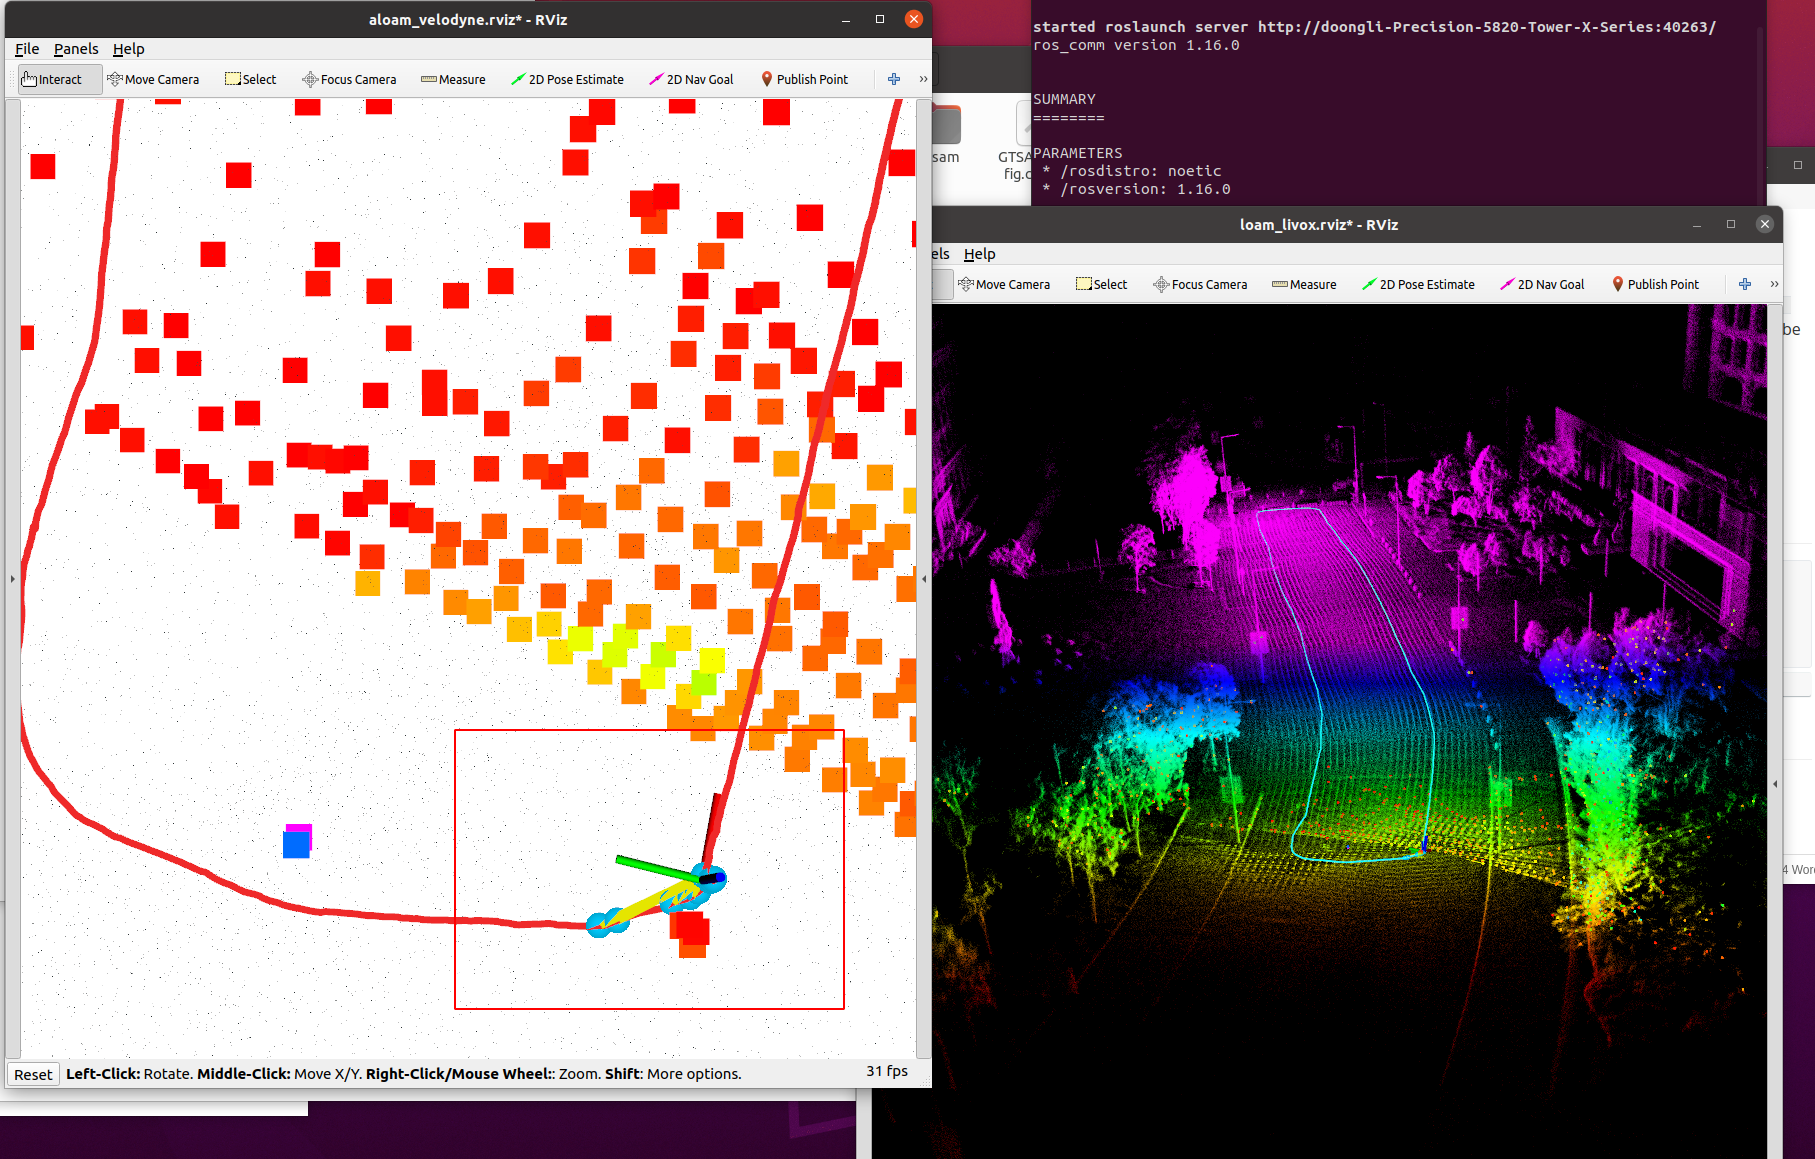 aloam_velodyne.rviz* - RViz
File Panels Help
Interact Move Camera Select Focus Camera Measure 2D Pose Estimate 2D Nav Goal Publish Point
Reset Left-Click: Rotate. Middle-Click: Move X/Y. Right-Click/Mouse Wheel:: Zoom. Shift: More options. 31 fps
sam
GTSA
fig.c
started roslaunch server http://doongli-Precision-5820-Tower-X-Series:40263/
ros_comm version 1.16.0
SUMMARY
========
PARAMETERS
* /rosdistro: noetic
* /rosversion: 1.16.0
loam_livox.rviz* - RViz
els Help
Move Camera Select Focus Camera Measure 2D Pose Estimate 2D Nav Goal Publish Point
be
4 Wor